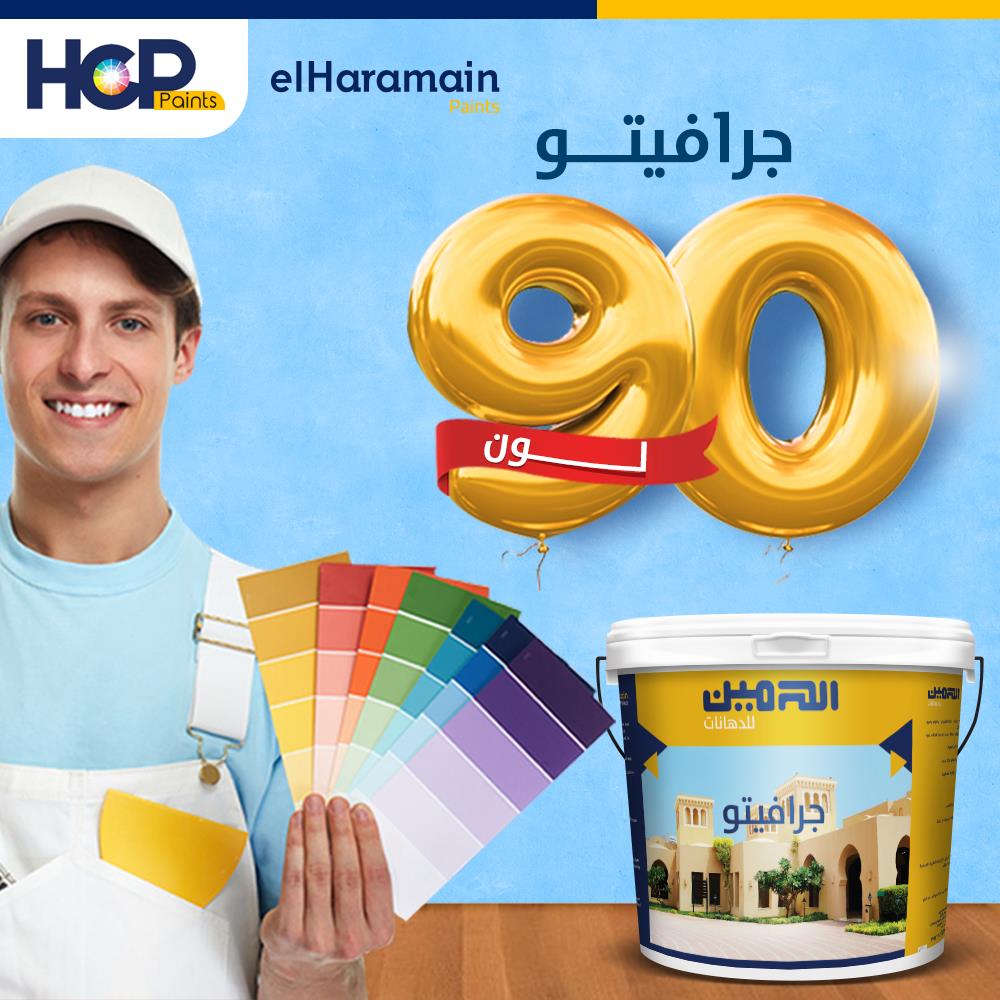 HCP
Paints
elHaramain
Paints
جرافيتو
90
لون
الحرمين
للدهانات
جرافيتو